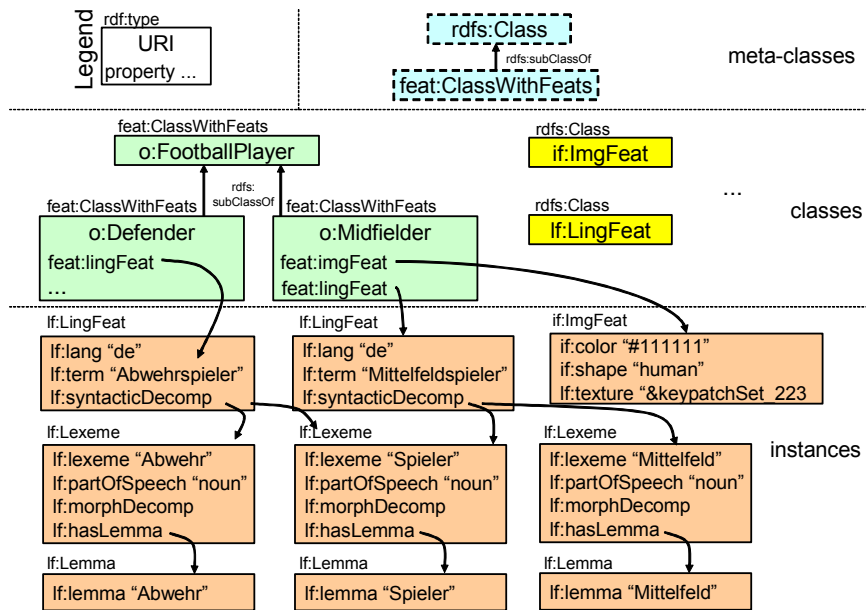 Legend
rdf:type
URI
property ...
rdfs:Class
rdfs:subClassOf
feat:ClassWithFeats
meta-classes
feat:ClassWithFeats
o:FootballPlayer
rdfs:
subClassOf
rdfs:Class
if:ImgFeat
...
classes
feat:ClassWithFeats
o:Defender
feat:lingFeat
...
feat:ClassWithFeats
o:Midfielder
feat:imgFeat
feat:lingFeat
rdfs:Class
lf:LingFeat
lf:LingFeat
lf:lang “de”
lf:term “Abwehrspieler”
lf:syntacticDecomp
lf:LingFeat
lf:lang “de”
lf:term “Mittelfeldspieler”
lf:syntacticDecomp
if:ImgFeat
if:color “#111111”
if:shape “human”
lf:texture “&keypatchSet_223
instances
lf:Lexeme
lf:lexeme “Abwehr”
lf:partOfSpeech “noun”
lf:morphDecomp
lf:hasLemma
lf:Lexeme
lf:lexeme “Spieler”
lf:partOfSpeech “noun”
lf:morphDecomp
lf:hasLemma
lf:Lexeme
lf:lexeme “Mittelfeld”
lf:partOfSpeech “noun”
lf:morphDecomp
lf:hasLemma
lf:Lemma
lf:lemma “Abwehr”
lf:Lemma
lf:lemma “Spieler”
lf:Lemma
lf:lemma “Mittelfeld”